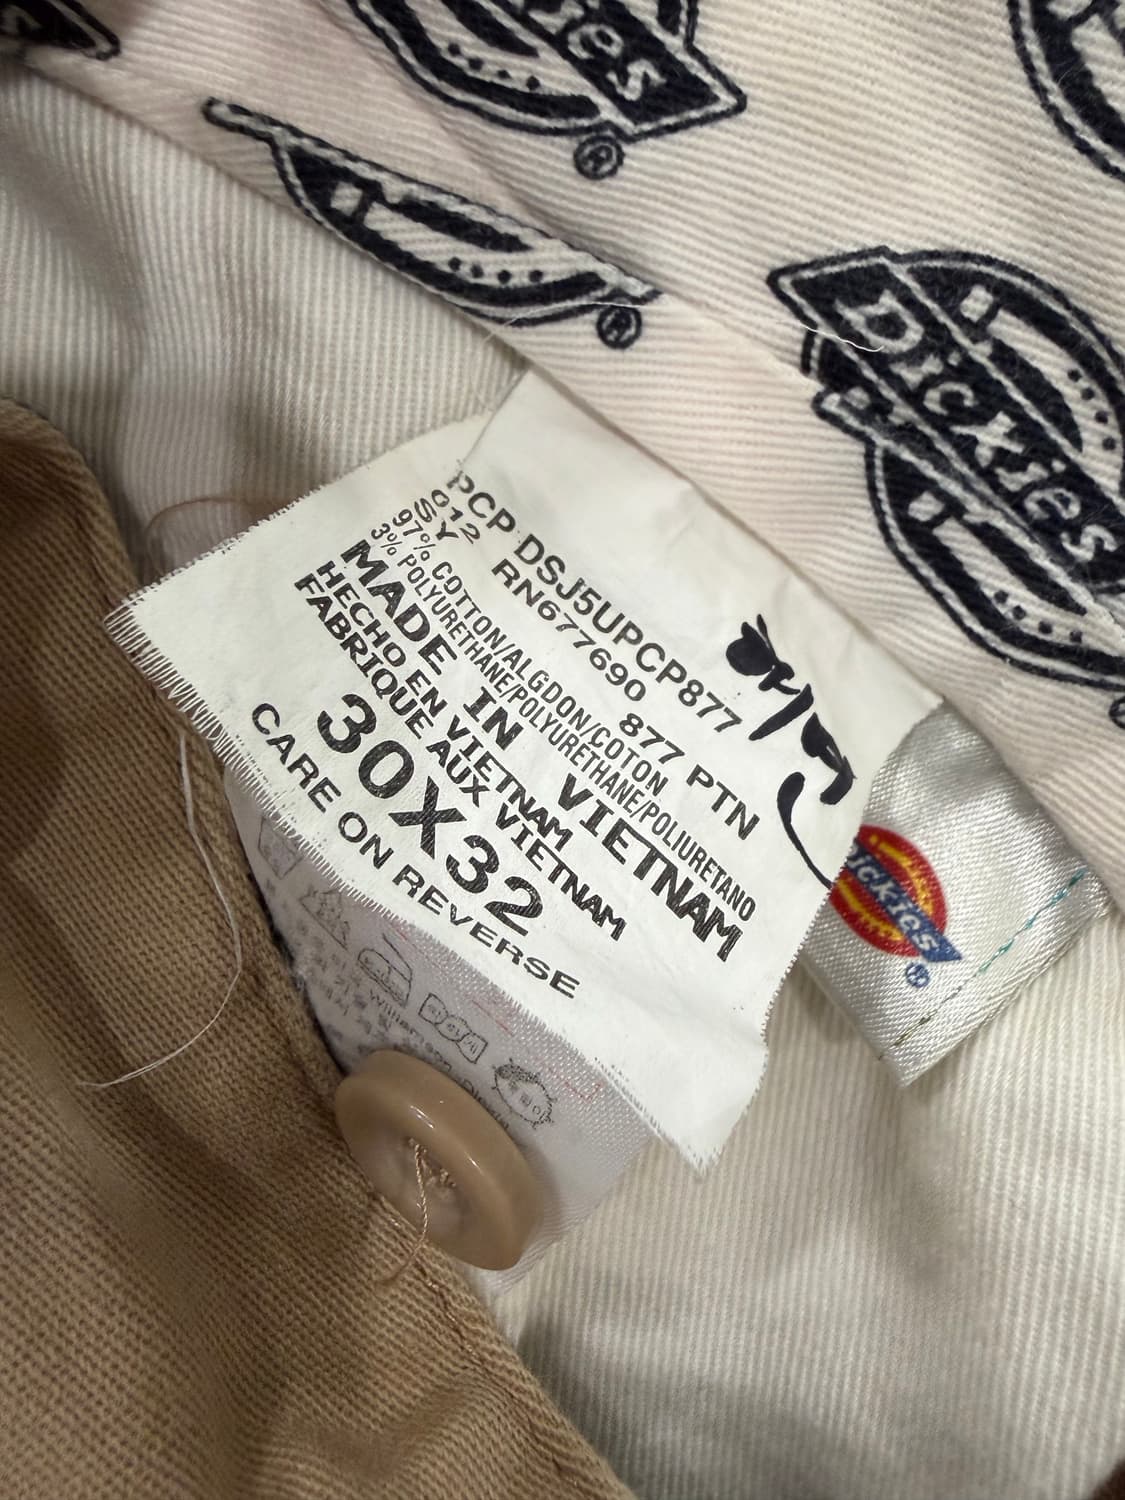 Dickies
®
®
Dickies
PCP DSJ5UPCP877
012 RN677690 877 PTN
SY
97% COTTON/ALGDON/COTON
3% POLYURETHANE/POLYURETHANE/POLIURETANO
MADE IN VIETNAM
HECHO EN VIETNAM
FABRIQUE AUX VIETNAM
30X32
CARE ON REVERSE
Dickies
®